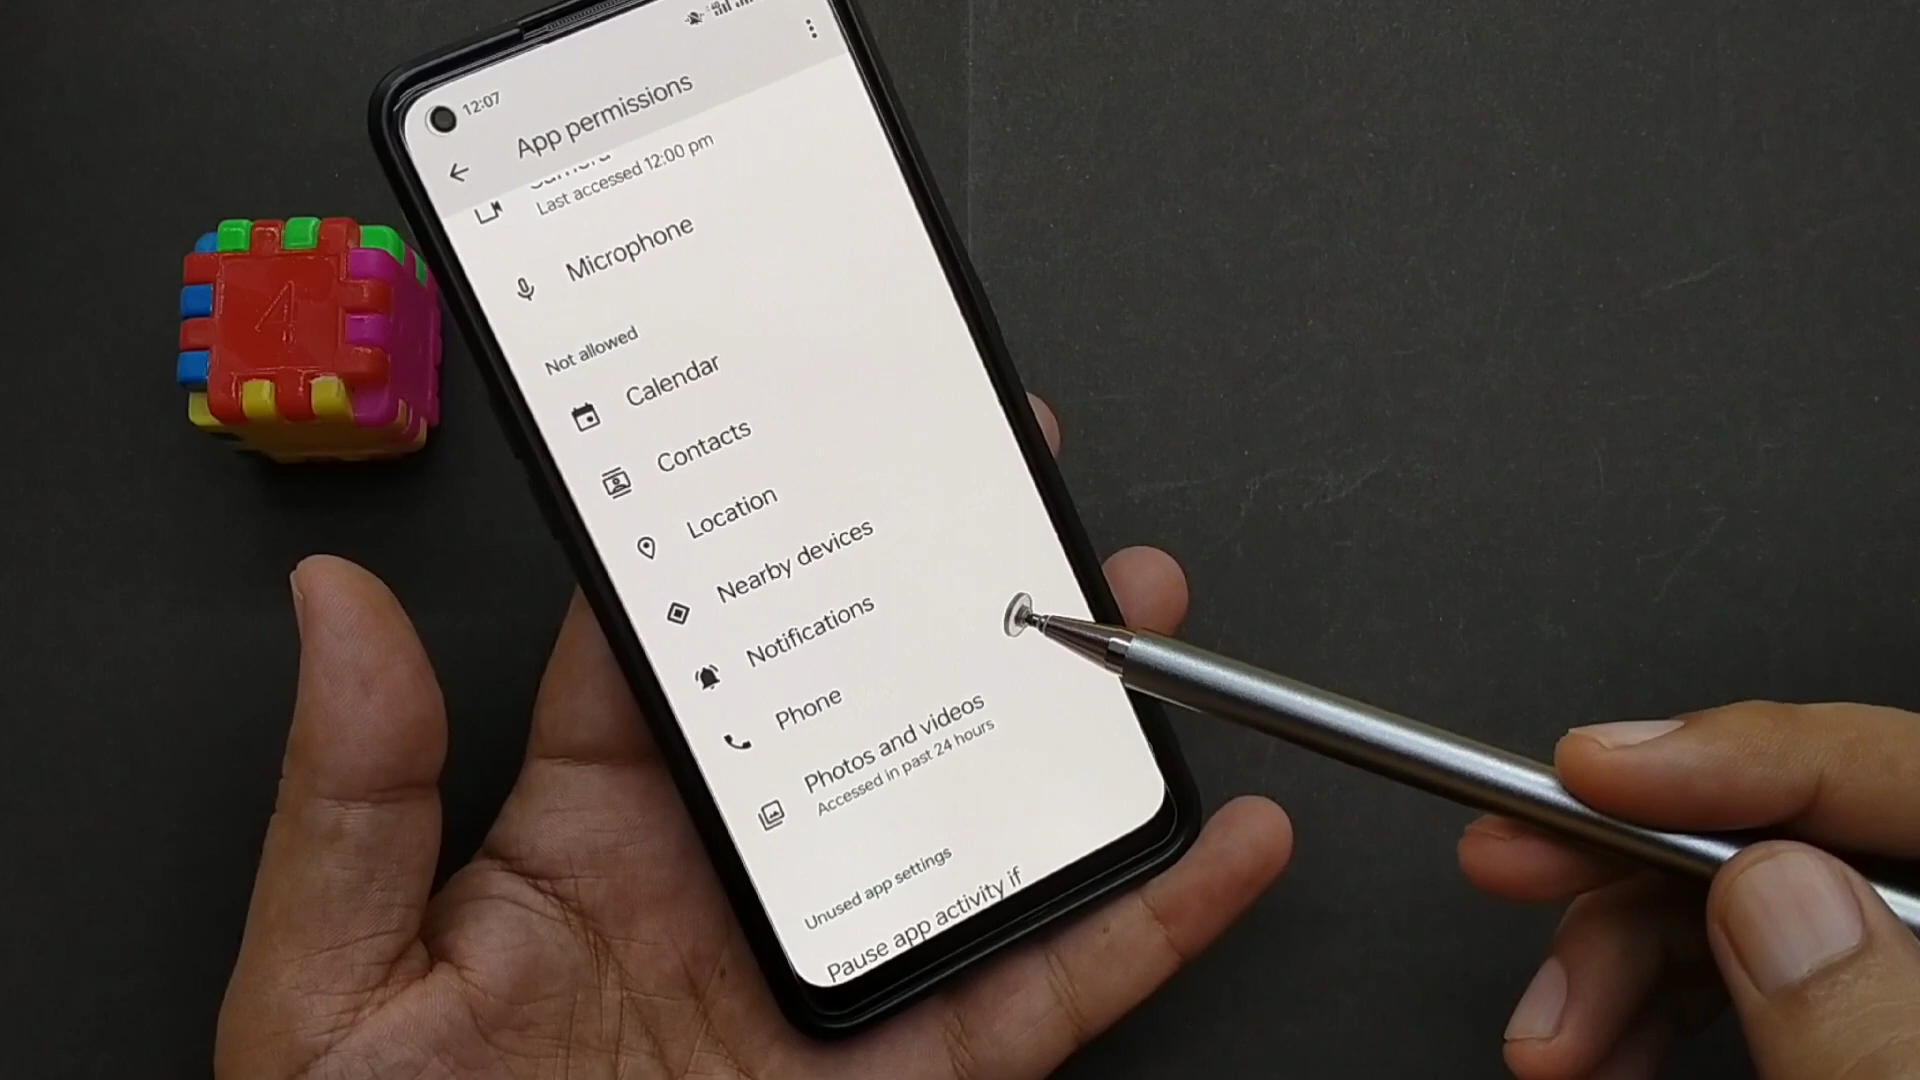 12:07
App permissions
Camera
Last accessed 12:00 pm
Microphone
Not allowed
Calendar
Contacts
Location
Nearby devices
Notifications
Phone
Photos and videos
Accessed in past 24 hours
Unused app settings
Pause app activity if
4